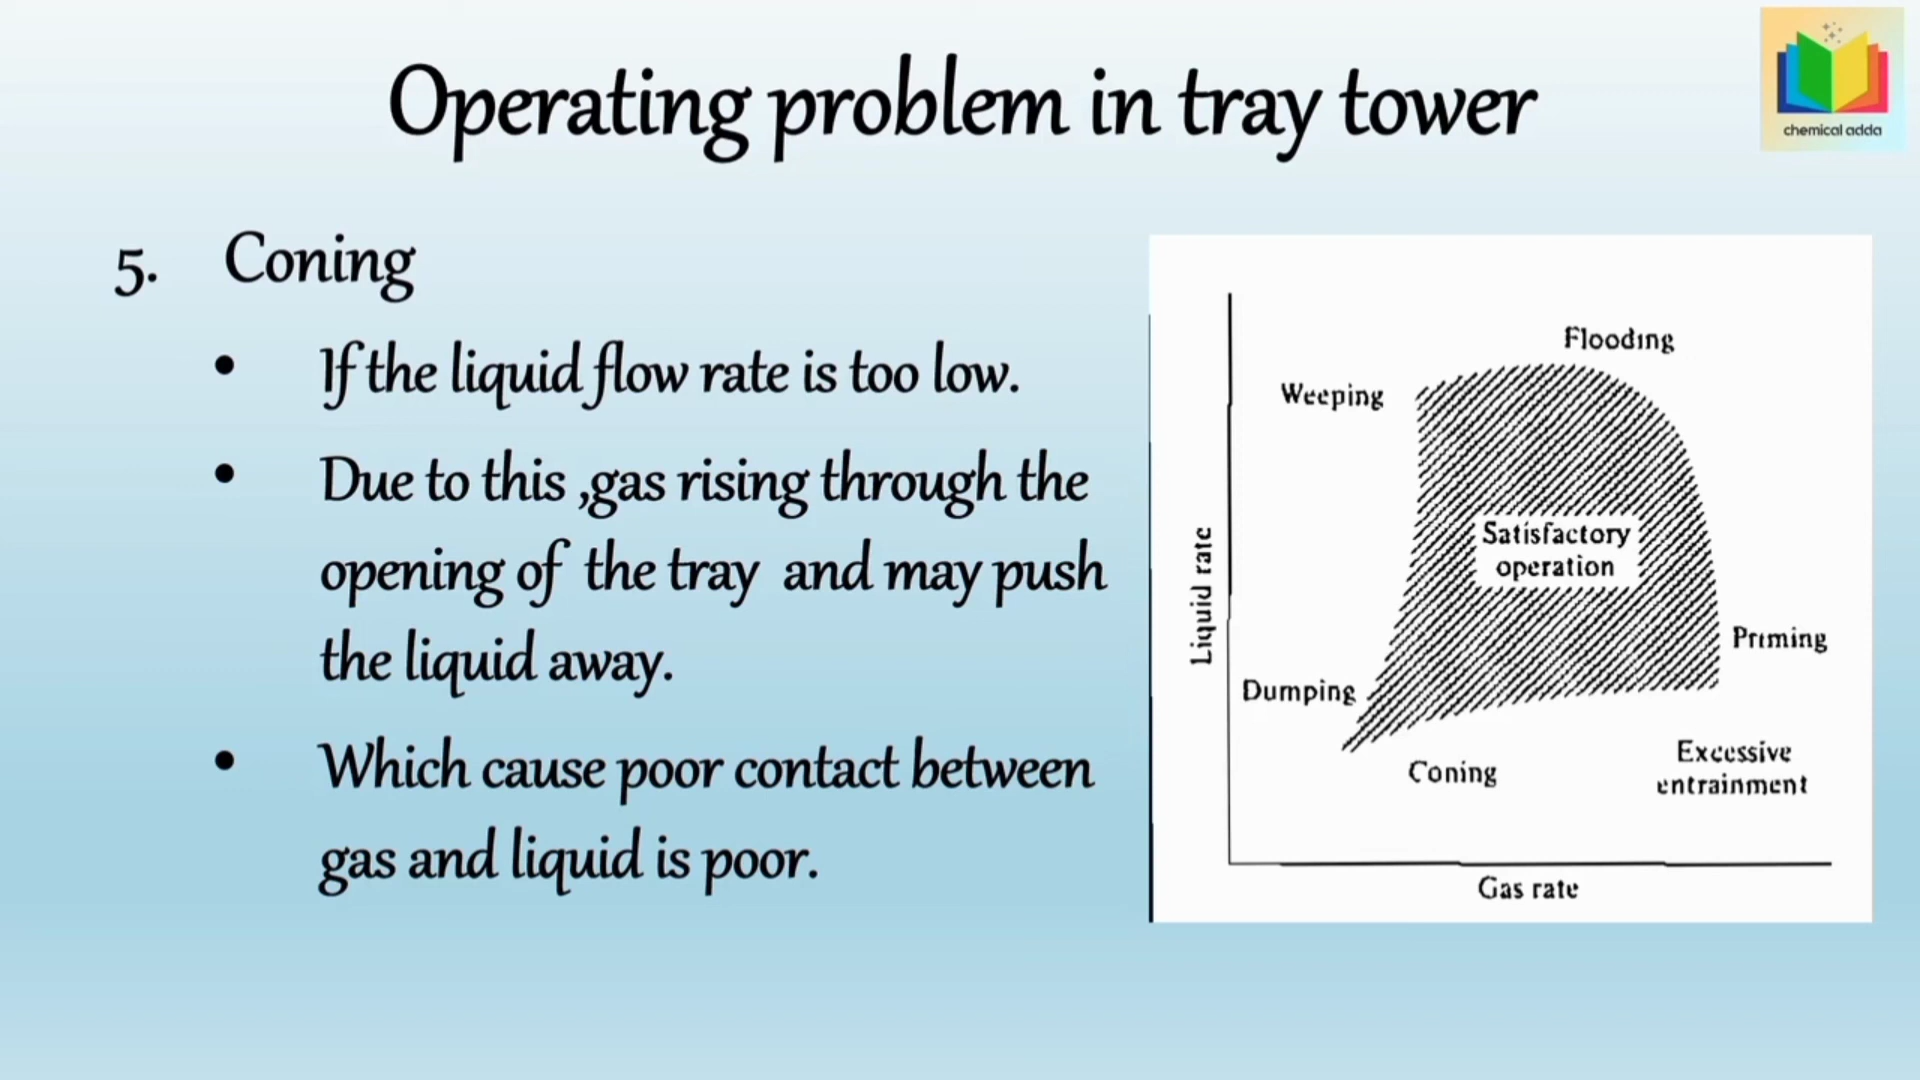 Operating problem in tray tower
chemical adda
5. Coning
• If the liquid flow rate is too low.
• Due to this ,gas rising through the
opening of the tray and may push
the liquid away.
• Which cause poor contact between
gas and liquid is poor.
Flooding
Weeping
Satisfactory
operation
Liquid rate
Priming
Dumping
Coning
Excessive
entrainment
Gas rate